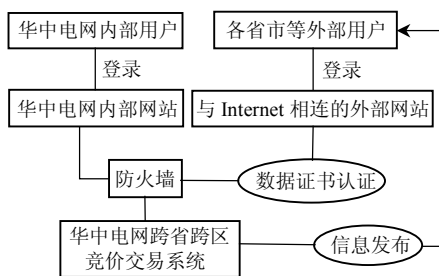 华中电网内部用户
各省市等外部用户
登录
登录
华中电网内部网站
与 Internet 相连的外部网站
防火墙
数据证书认证
华中电网跨省跨区
竞价交易系统
信息发布